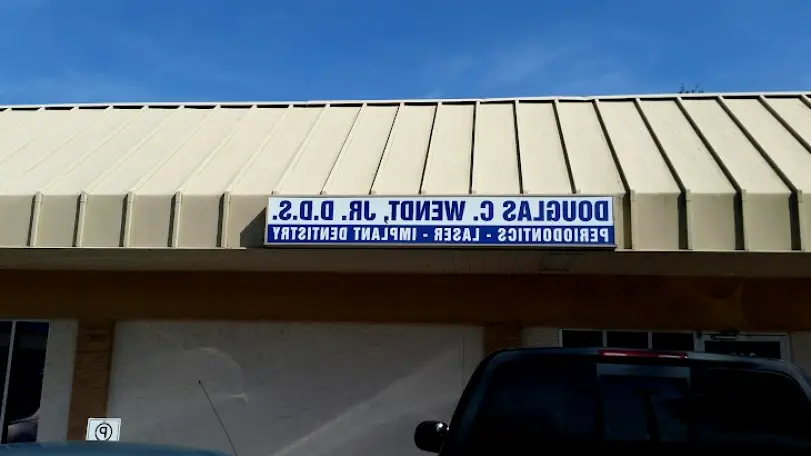 DOUGLAS C. WENDT, JR. D.D.S.
PERIODONTICS - LASER - IMPLANT DENTISTRY
P